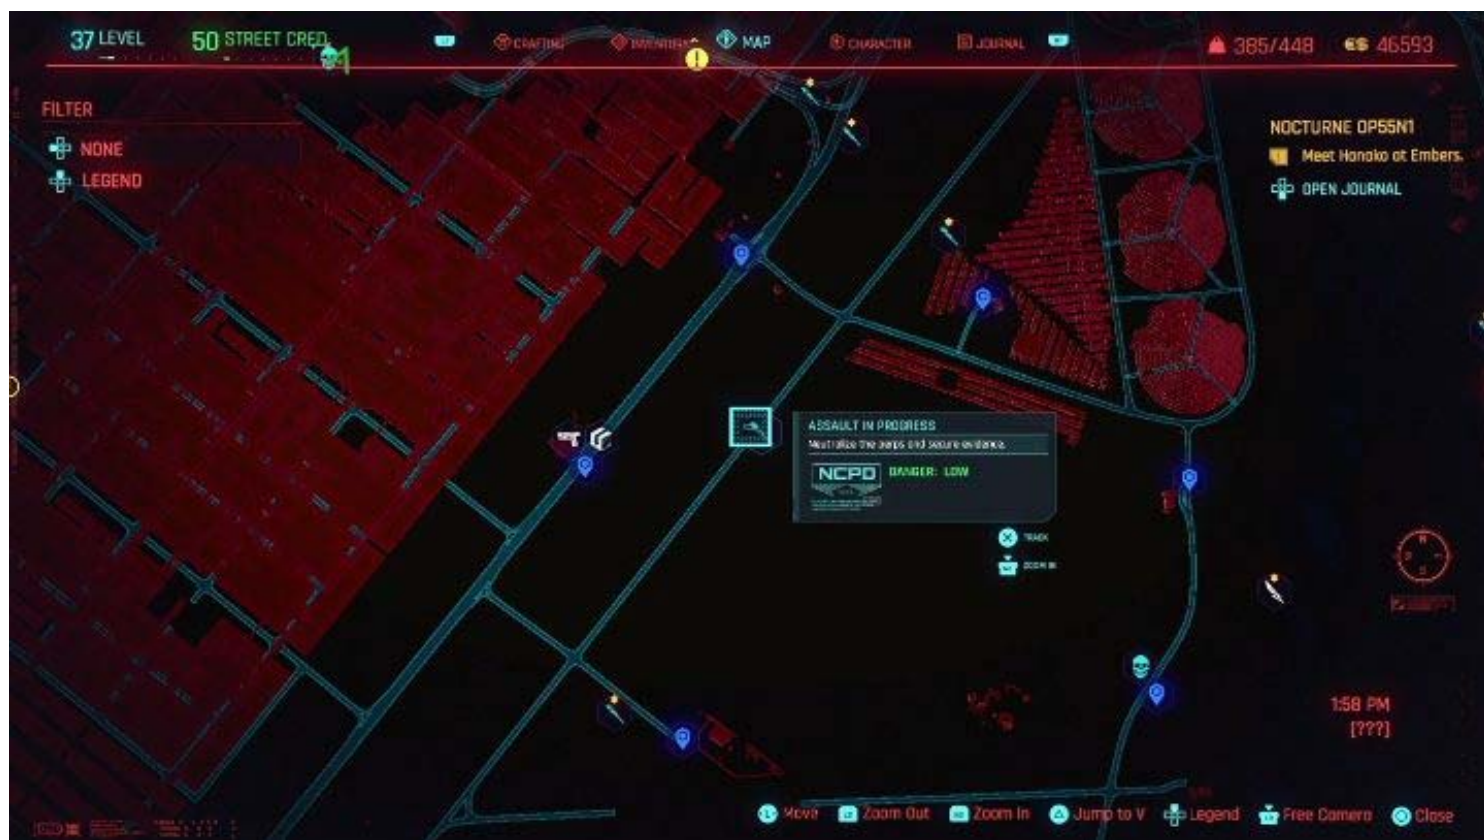 37 LEVEL
50 STREET CRED
CRAFTING
INVENTORY
MAP
CHARACTER
JOURNAL
385/448
€$ 46593
FILTER
NONE
LEGEND
NOCTURNE OP55N1
Meet Hanako at Embers.
OPEN JOURNAL
ASSAULT IN PROGRESS
Neutralize the perps and secure evidence.
NCPD
DANGER: LOW
TRACK
ZOOM IN
N
S
1:58 PM
[???]
Move
Zoom Out
Zoom In
Jump to V
Legend
Free Camera
Close